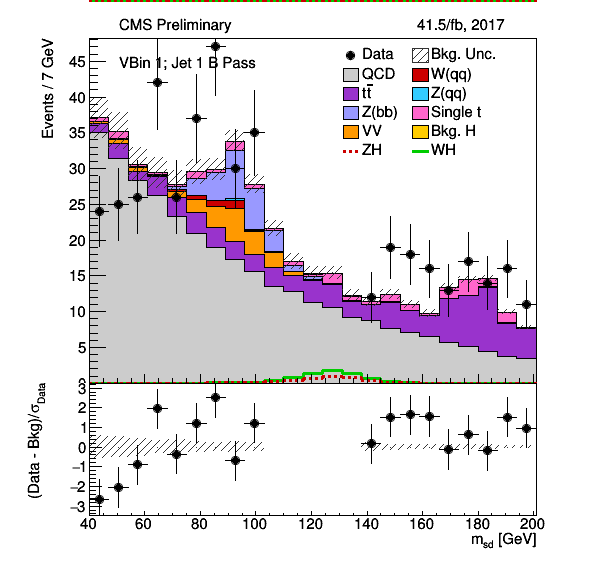 CMS Preliminary 41.5/fb, 2017
VBin 1; Jet 1 B Pass
Events / 7 GeV
Data Bkg. Unc.
QCD W(qq)
tt̄ Z(qq)
Z(bb) Single t
VV Bkg. H
ZH WH
45
40
35
30
25
20
15
10
5
(Data - Bkg)/σData
3
2
1
0
−1
−2
−3
40 60 80 100 120 140 160 180 200
msd [GeV]